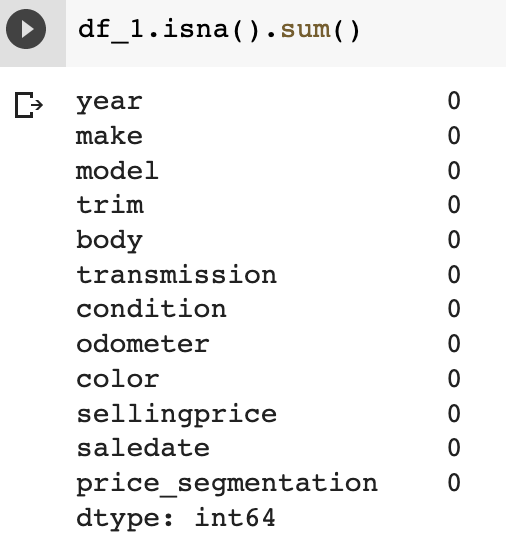 df_1.isna().sum()
year 0
make 0
model 0
trim 0
body 0
transmission 0
condition 0
odometer 0
color 0
sellingprice 0
saledate 0
price_segmentation 0
dtype: int64